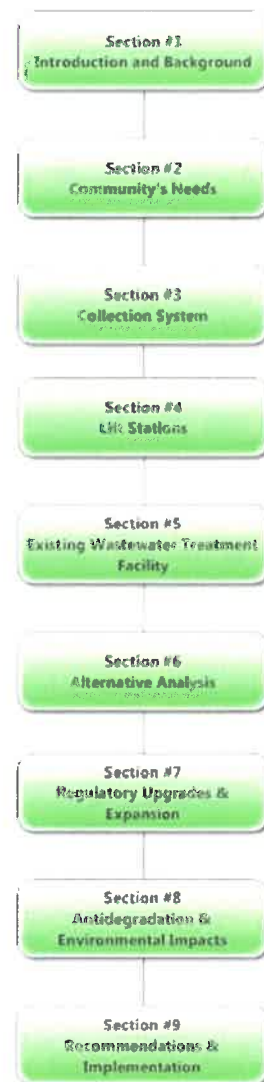 Section #1
Introduction and Background
Section #2
Community's Needs
Section #3
Collection System
Section #4
Lift Stations
Section #5
Existing Wastewater Treatment
Facility
Section #6
Alternative Analysis
Section #7
Regulatory Upgrades &
Expansion
Section #8
Antidegradation &
Environmental Impacts
Section #9
Recommendations &
Implementation